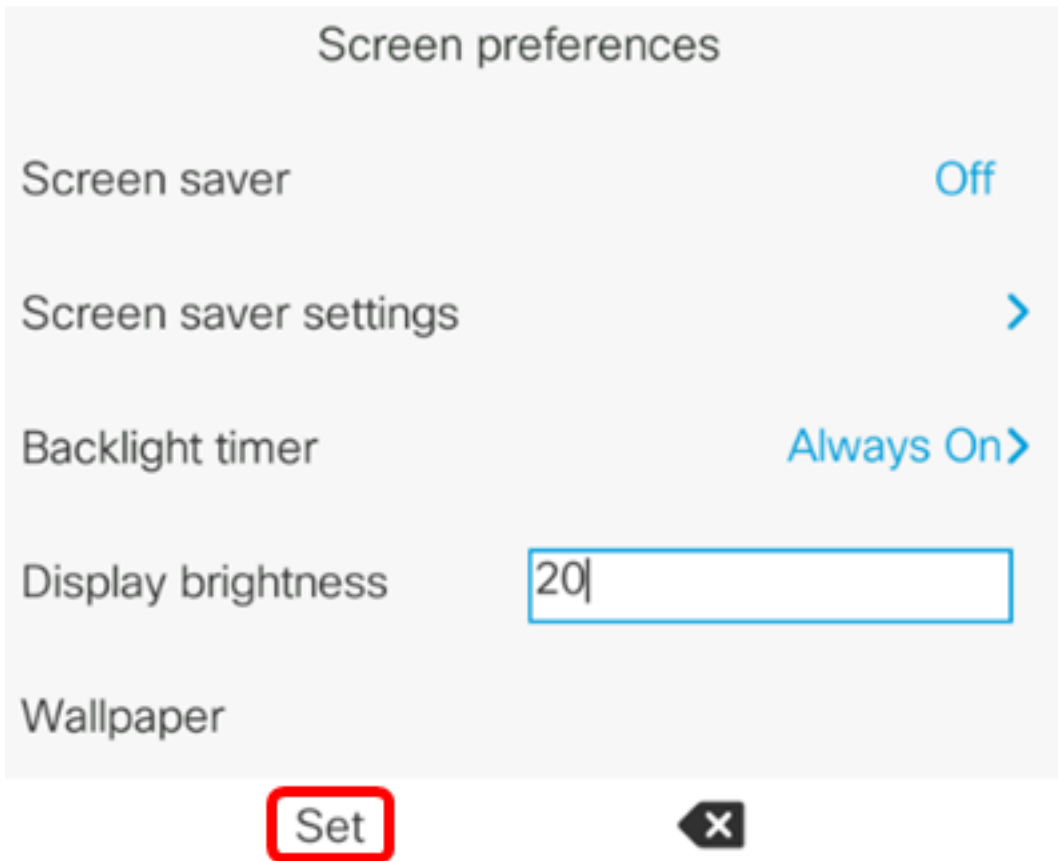 Screen preferences
Screen saver Off
Screen saver settings
Backlight timer Always On
Display brightness 20
Wallpaper
Set